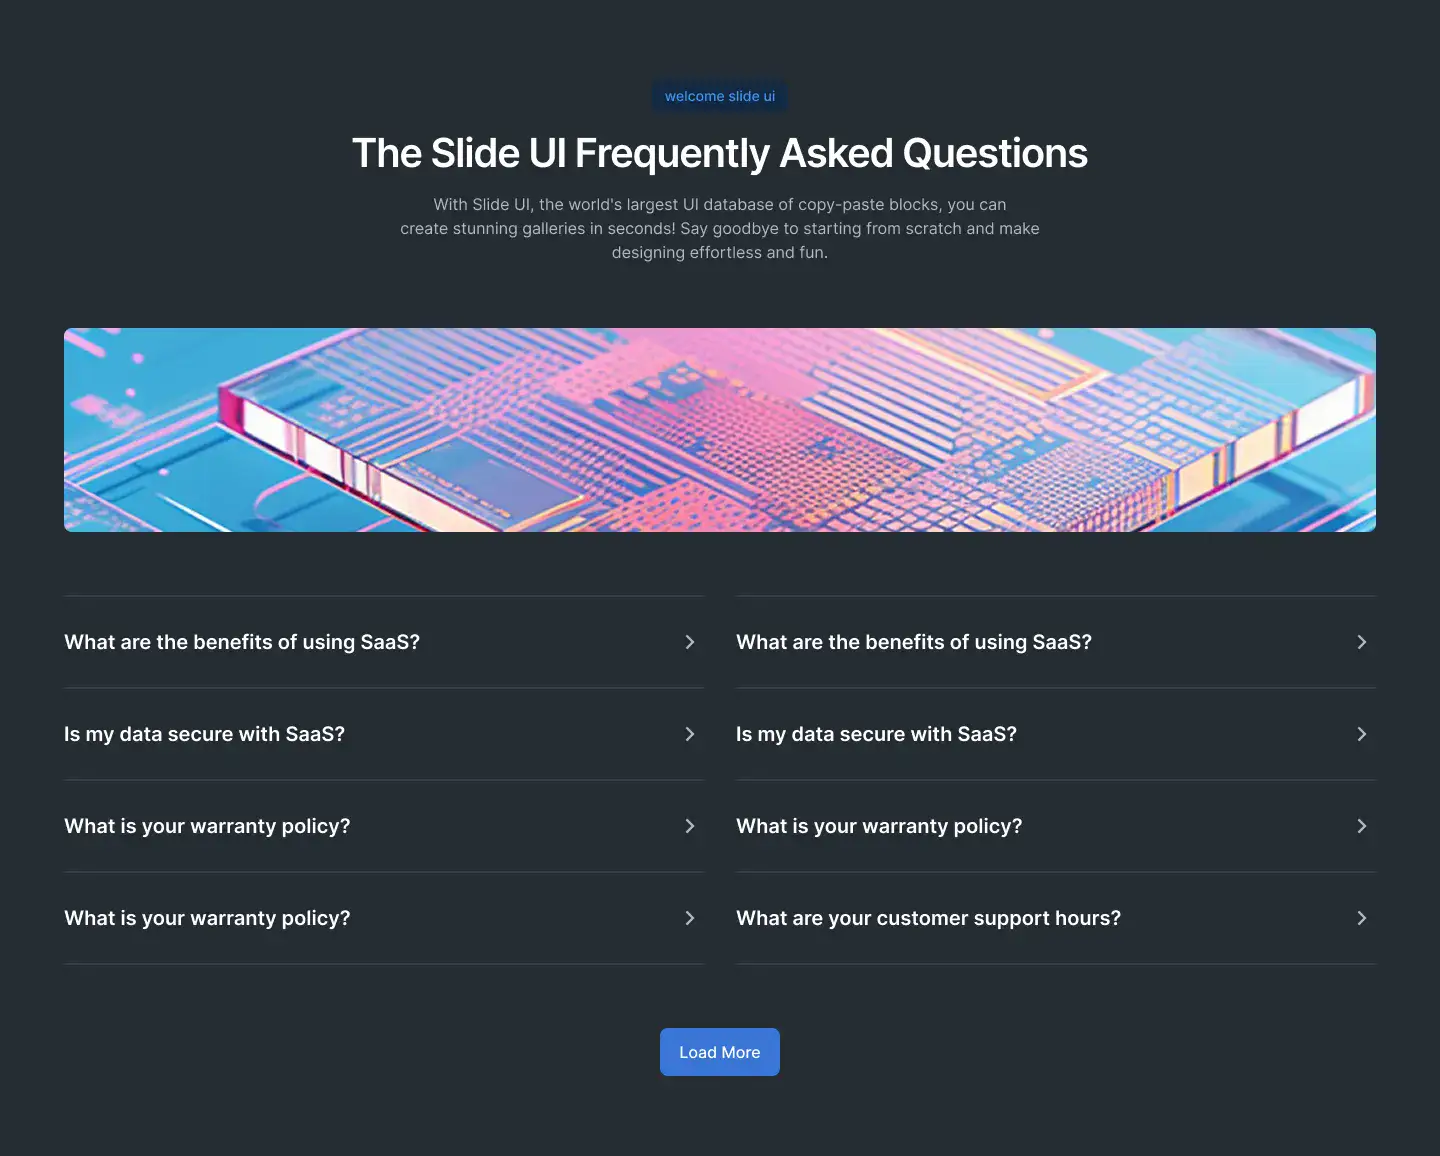 welcome slide ui
The Slide UI Frequently Asked Questions
With Slide UI, the world's largest UI database of copy-paste blocks, you can
create stunning galleries in seconds! Say goodbye to starting from scratch and make
designing effortless and fun.
What are the benefits of using SaaS?
Is my data secure with SaaS?
What is your warranty policy?
What is your warranty policy?
What are the benefits of using SaaS?
Is my data secure with SaaS?
What is your warranty policy?
What are your customer support hours?
Load More